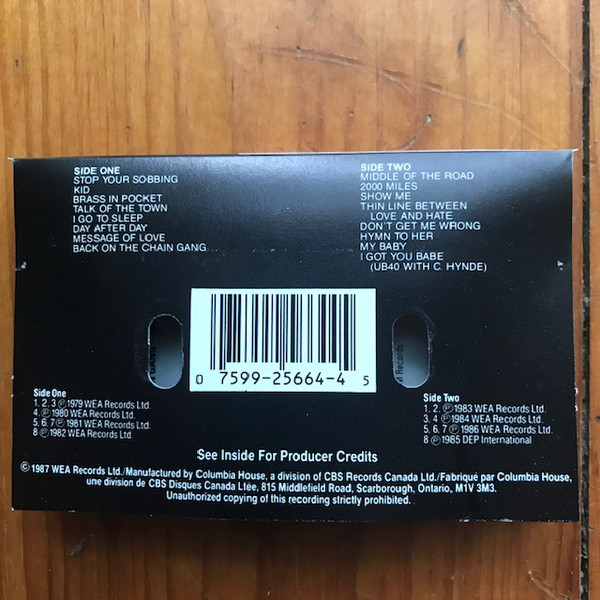 SIDE ONE
STOP YOUR SOBBING
KID
BRASS IN POCKET
TALK OF THE TOWN
I GO TO SLEEP
DAY AFTER DAY
MESSAGE OF LOVE
BACK ON THE CHAIN GANG
SIDE TWO
MIDDLE OF THE ROAD
2000 MILES
SHOW ME
THIN LINE BETWEEN
LOVE AND HATE
DON'T GET ME WRONG
HYMN TO HER
MY BABY
I GOT YOU BABE
(UB40 WITH C. HYNDE)
0 7599-25664-4 5
Records
Side One
1. 2. 3 ℗ 1979 WEA Records Ltd.
4. ℗ 1980 WEA Records Ltd.
5. 6. 7 ℗ 1981 WEA Records Ltd.
8 ℗ 1982 WEA Records Ltd.
Side Two
1. 2. ℗ 1983 WEA Records Ltd.
3. 4 ℗ 1984 WEA Records Ltd.
5. 6. 7 ℗ 1986 WEA Records Ltd.
8 ℗ 1985 DEP International
See Inside For Producer Credits
© 1987 WEA Records Ltd./Manufactured by Columbia House, a division of CBS Records Canada Ltd./Fabriqué par Columbia House,
une division de CBS Disques Canada Ltée, 815 Middlefield Road, Scarborough, Ontario, M1V 3M3.
Unauthorized copying of this recording strictly prohibited.